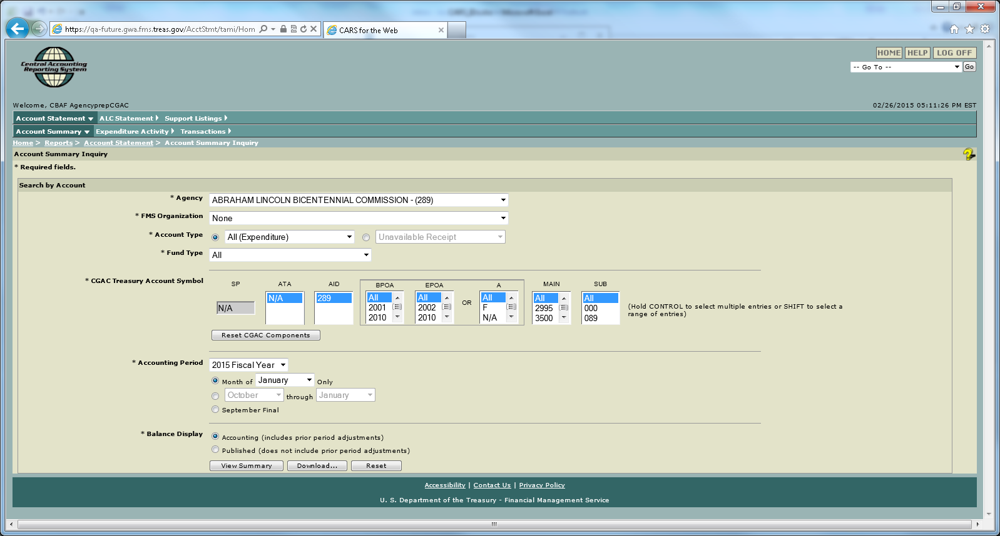 https://qa-future.gwa.fms.treas.gov/AcctStmt/tami/Hom
CARS for the Web
Central Accounting
Reporting System
HOME HELP LOG OFF
-- Go To -- Go
Welcome, CBAF AgencyprepCGAC
02/26/2015 05:11:26 PM EST
Account Statement ALC Statement Support Listings
Account Summary Expenditure Activity Transactions
Home > Reports > Account Statement > Account Summary Inquiry
Account Summary Inquiry
* Required fields.
Search by Account
* Agency ABRAHAM LINCOLN BICENTENNIAL COMMISSION - (289)
* FMS Organization None
* Account Type All (Expenditure) Unavailable Receipt
* Fund Type All
* CGAC Treasury Account Symbol
SP ATA AID BPOA EPOA A MAIN SUB
N/A
N/A
289
All
2001
2010
All
2002
2010
OR
All
F
N/A
All
2995
3500
All
000
089
(Hold CONTROL to select multiple entries or SHIFT to select a
range of entries)
Reset CGAC Components
* Accounting Period 2015 Fiscal Year
Month of January Only
October through January
September Final
* Balance Display Accounting (includes prior period adjustments)
Published (does not include prior period adjustments)
View Summary Download... Reset
Accessibility | Contact Us | Privacy Policy
U. S. Department of the Treasury - Financial Management Service